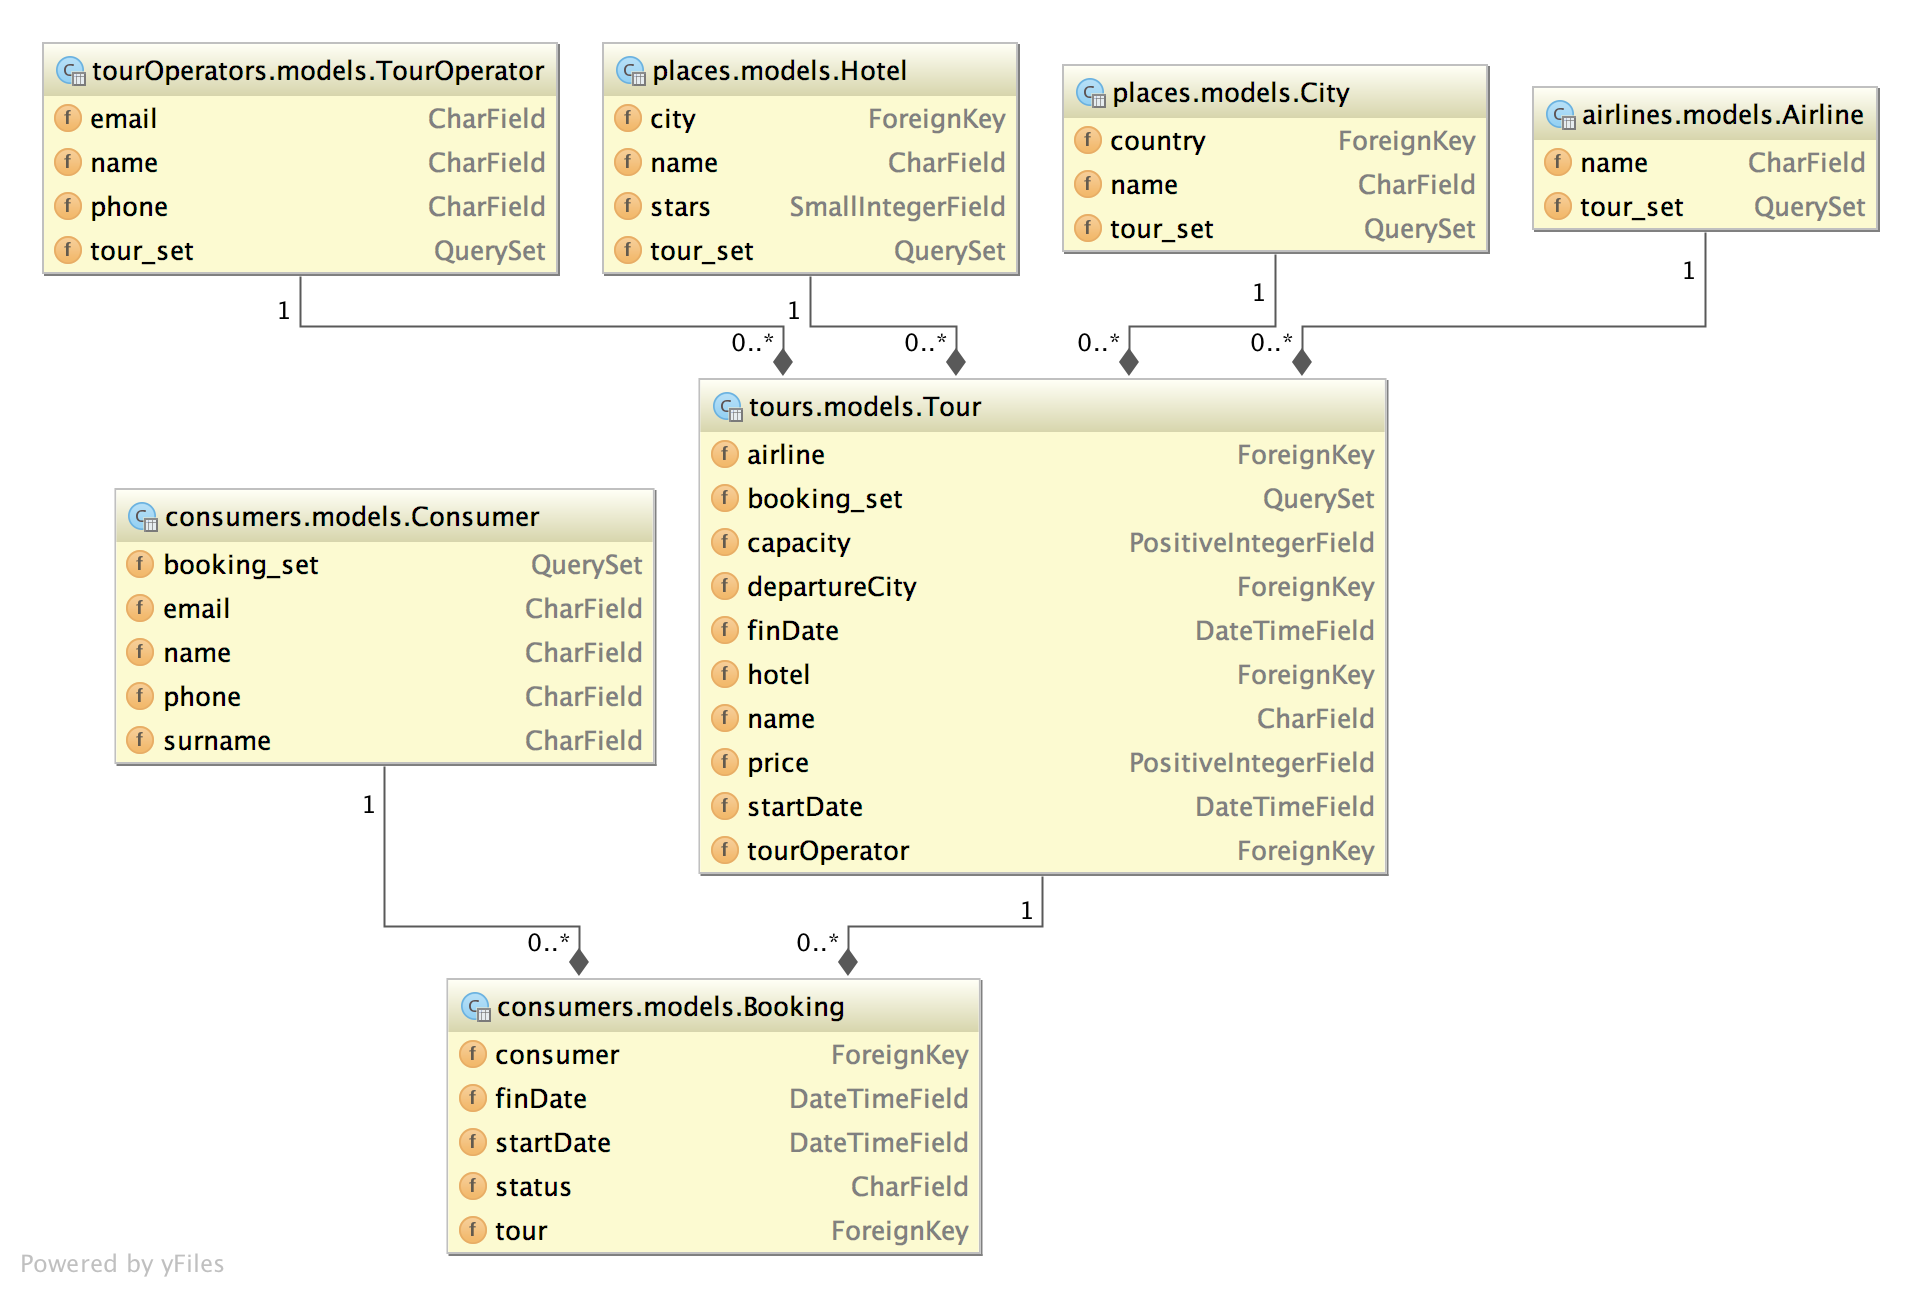 tourOperators.models.TourOperator
email CharField
name CharField
phone CharField
tour_set QuerySet
places.models.Hotel
city ForeignKey
name CharField
stars SmallIntegerField
tour_set QuerySet
places.models.City
country ForeignKey
name CharField
tour_set QuerySet
airlines.models.Airline
name CharField
tour_set QuerySet
1
1
1
1
0..*
0..*
0..*
0..*
tours.models.Tour
airline ForeignKey
booking_set QuerySet
capacity PositiveIntegerField
departureCity ForeignKey
finDate DateTimeField
hotel ForeignKey
name CharField
price PositiveIntegerField
startDate DateTimeField
tourOperator ForeignKey
consumers.models.Consumer
booking_set QuerySet
email CharField
name CharField
phone CharField
surname CharField
1
1
0..*
0..*
consumers.models.Booking
consumer ForeignKey
finDate DateTimeField
startDate DateTimeField
status CharField
tour ForeignKey
Powered by yFiles